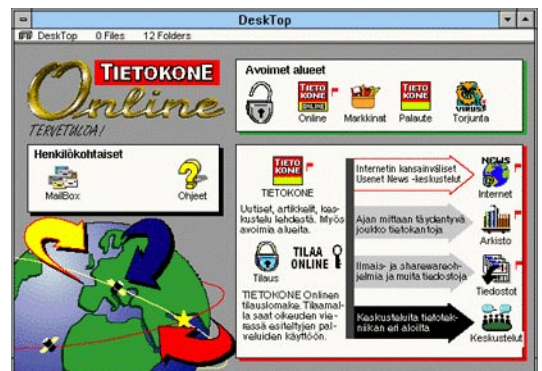 DeskTop
DeskTop 0 Files 12 Folders
TIETOKONE
Online
TERVETULOA!
Avoimet alueet
TIETO
KONE
ONLINE
Online
Markkinat
TIETO
KONE
Palaute
VIRUS!
Torjunta
Henkilökohtaiset
MailBox
Ohjeet
TIETO
KONE
TIETOKONE
Uutiset, artikkelit, kes-
kustelu lehdestä. Myös
avoimia alueita.
Tilaus
TILAA
ONLINE
TIETOKONE Onlinen
tilauslomake. Tilaamal-
la saat oikeuden vie-
ressä esiteltyjen pal-
veluiden käyttöön.
Internetin kansainväliset
Usenet News -keskustelut
NEWS
Internet
Ajan mittaan täydentyvä
joukko tietokantoja
Arkisto
Ilmais- ja sharewareoh-
jelmia ja muita tiedostoja
Tiedostot
Keskusteluita tietotek-
niikan eri aloilta
Keskustelut